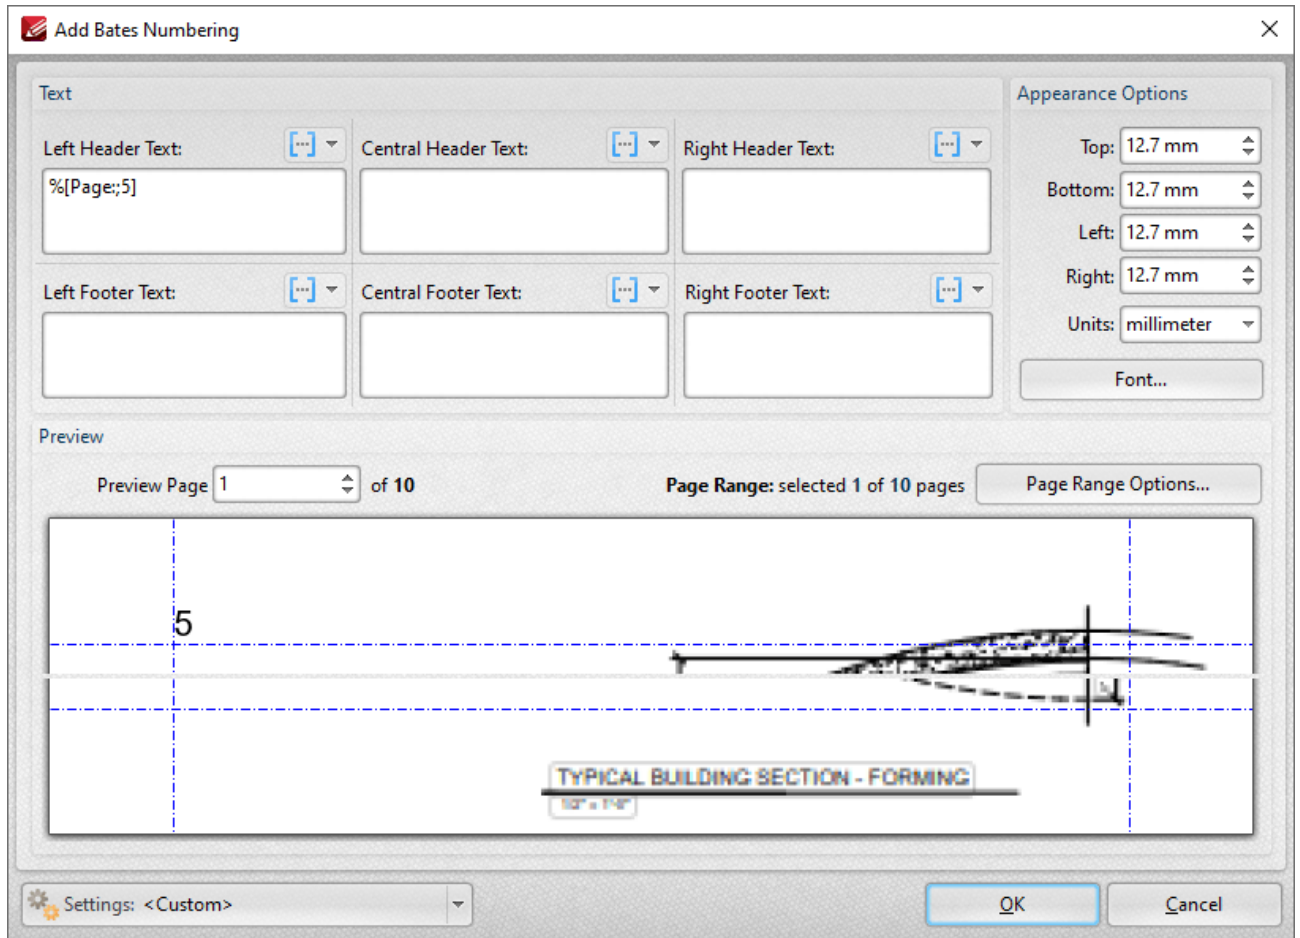 Add Bates Numbering
Text
Appearance Options
Left Header Text:
Central Header Text:
Right Header Text:
%[Page:;5]
Top: 12.7 mm
Bottom: 12.7 mm
Left: 12.7 mm
Right: 12.7 mm
Units: millimeter
Font...
Left Footer Text:
Central Footer Text:
Right Footer Text:
Preview
Preview Page 1 of 10
Page Range: selected 1 of 10 pages
Page Range Options...
5
TYPICAL BUILDING SECTION - FORMING
Settings: <Custom>
OK
Cancel